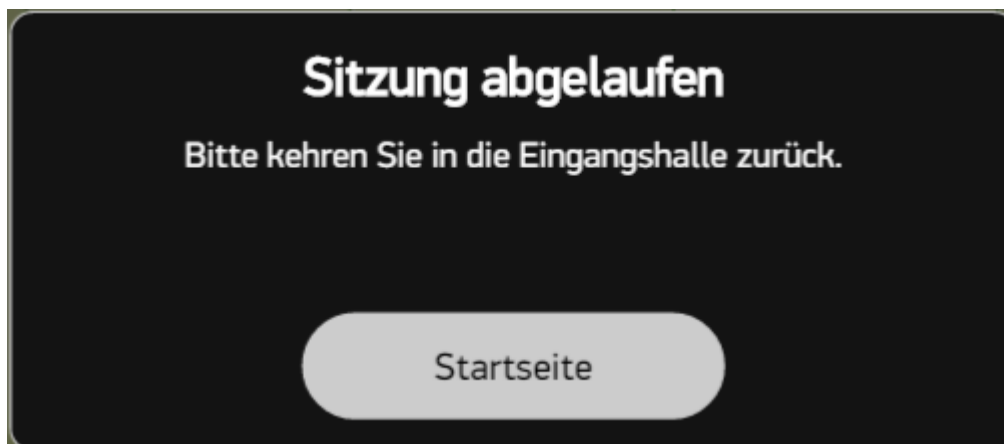 Sitzung abgelaufen
Bitte kehren Sie in die Eingangshalle zurück.
Startseite